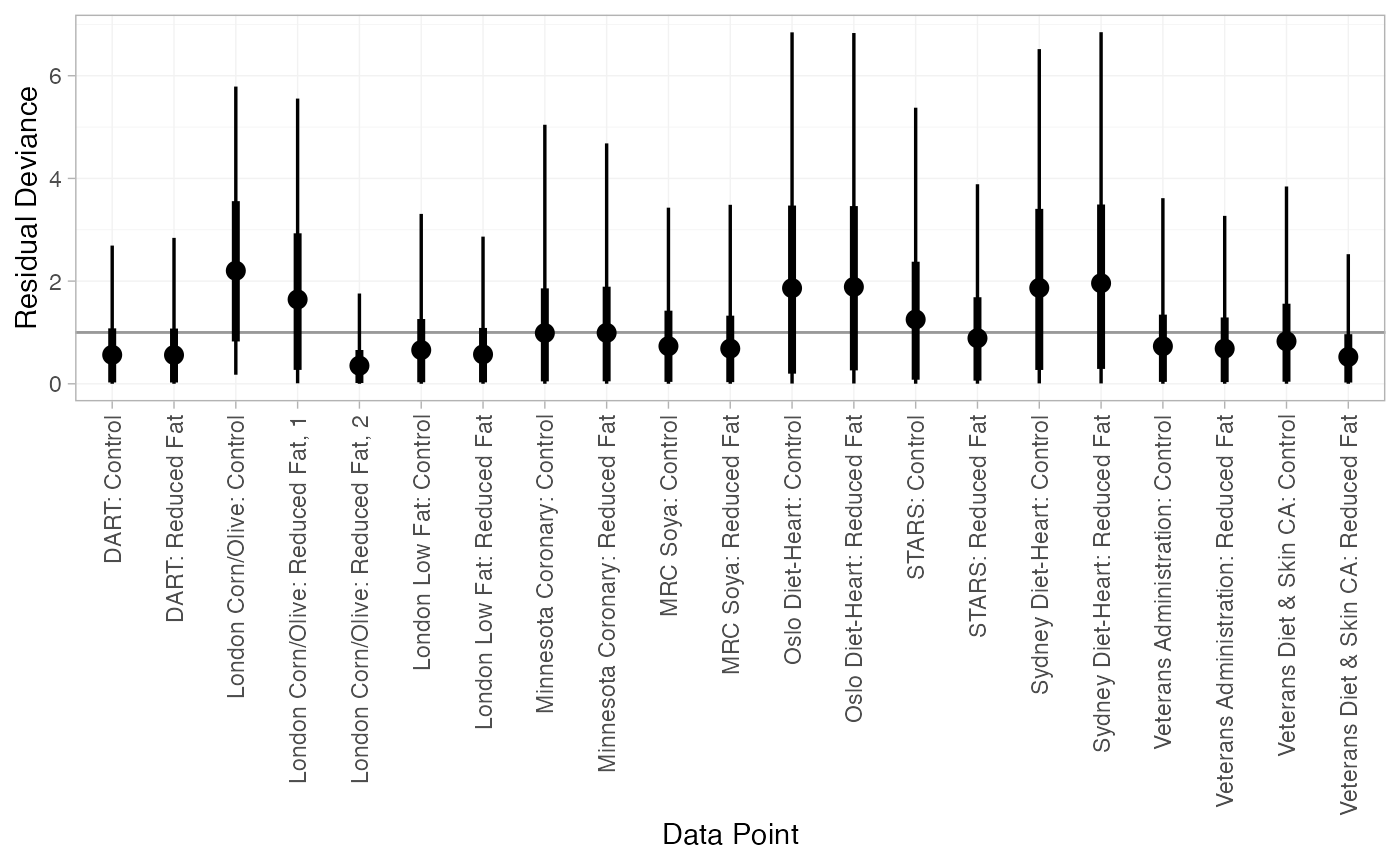 Residual Deviance
6
4
2
0
DART: Control
DART: Reduced Fat
London Corn/Olive: Control
London Corn/Olive: Reduced Fat, 1
London Corn/Olive: Reduced Fat, 2
London Low Fat: Control
London Low Fat: Reduced Fat
Minnesota Coronary: Control
Minnesota Coronary: Reduced Fat
MRC Soya: Control
MRC Soya: Reduced Fat
Oslo Diet-Heart: Control
Oslo Diet-Heart: Reduced Fat
STARS: Control
STARS: Reduced Fat
Sydney Diet-Heart: Control
Sydney Diet-Heart: Reduced Fat
Veterans Administration: Control
Veterans Administration: Reduced Fat
Veterans Diet & Skin CA: Control
Veterans Diet & Skin CA: Reduced Fat
Data Point